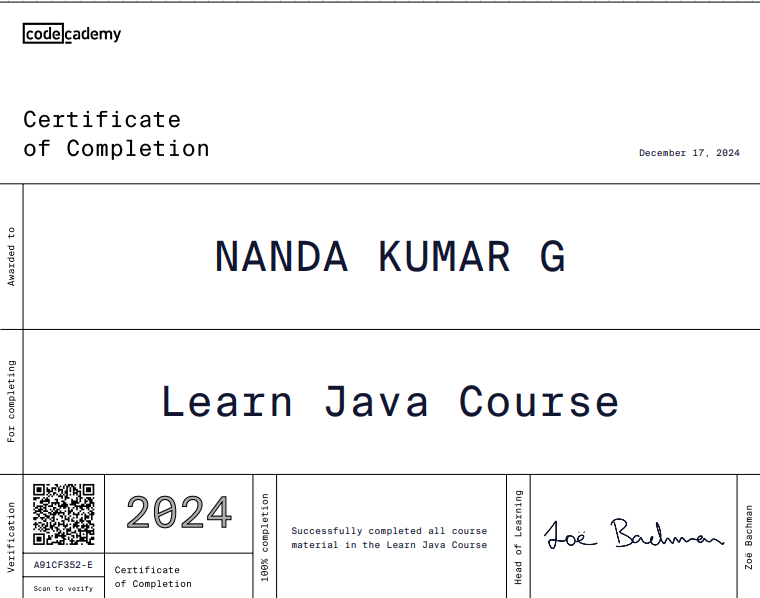 codecademy
Certificate
of Completion
December 17, 2024
Awarded to
NANDA KUMAR G
For completing
Learn Java Course
Verification
A91CF352-E
Scan to verify
2024
Certificate
of Completion
100% completion
Successfully completed all course
material in the Learn Java Course
Head of Learning
Zoë Bachman
Zoë Bachman